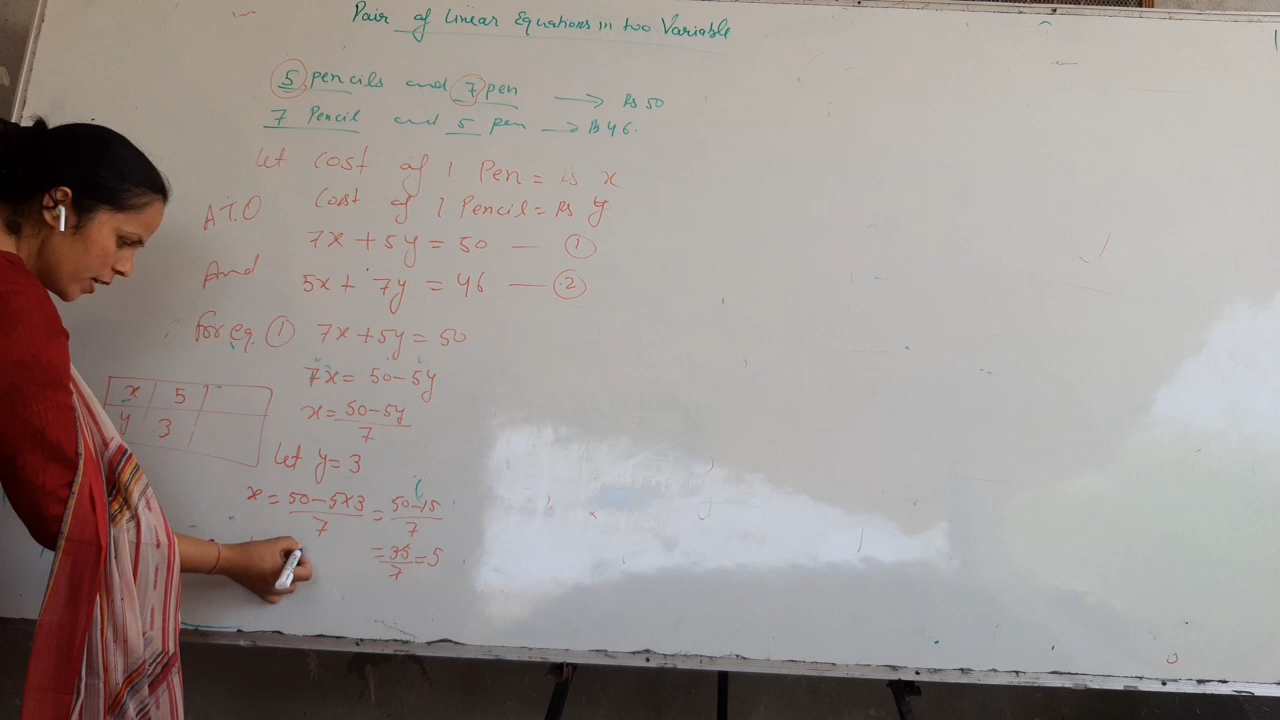 Pair of Linear Equations in two Variable
5 pencils and 7 pen → Rs 50
7 Pencil and 5 pen → Rs 46.
let cost of 1 Pen = is x
A.T.Q cost of 1 Pencil = Rs y
7x + 5y = 50 — ①
And 5x + 7y = 46 — ②
for eq. ① 7x + 5y = 50
7x = 50 - 5y
x = 50 - 5y / 7
x 5
y 3
let y = 3
x = 50 - 5x3 / 7 = 50 - 15 / 7
= 35 / 7 = 5